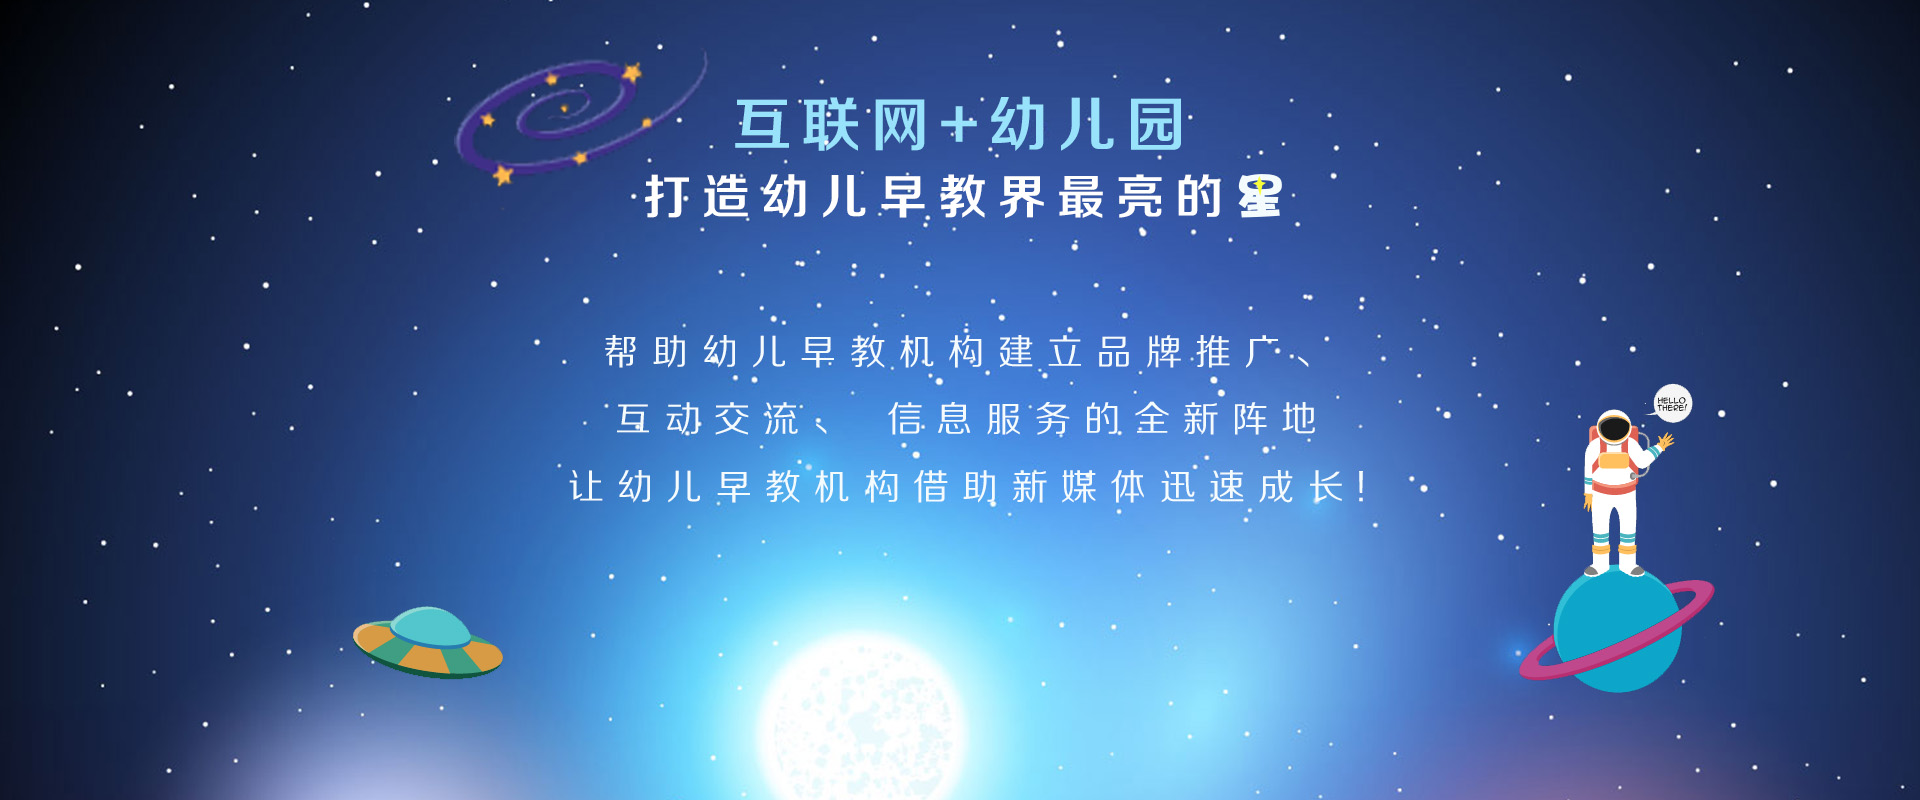 互联网+幼儿园
打造幼儿早教界最亮的星
帮助幼儿早教机构建立品牌推广、
互动交流、 信息服务的全新阵地
让幼儿早教机构借助新媒体迅速成长!
HELLO
THERE!